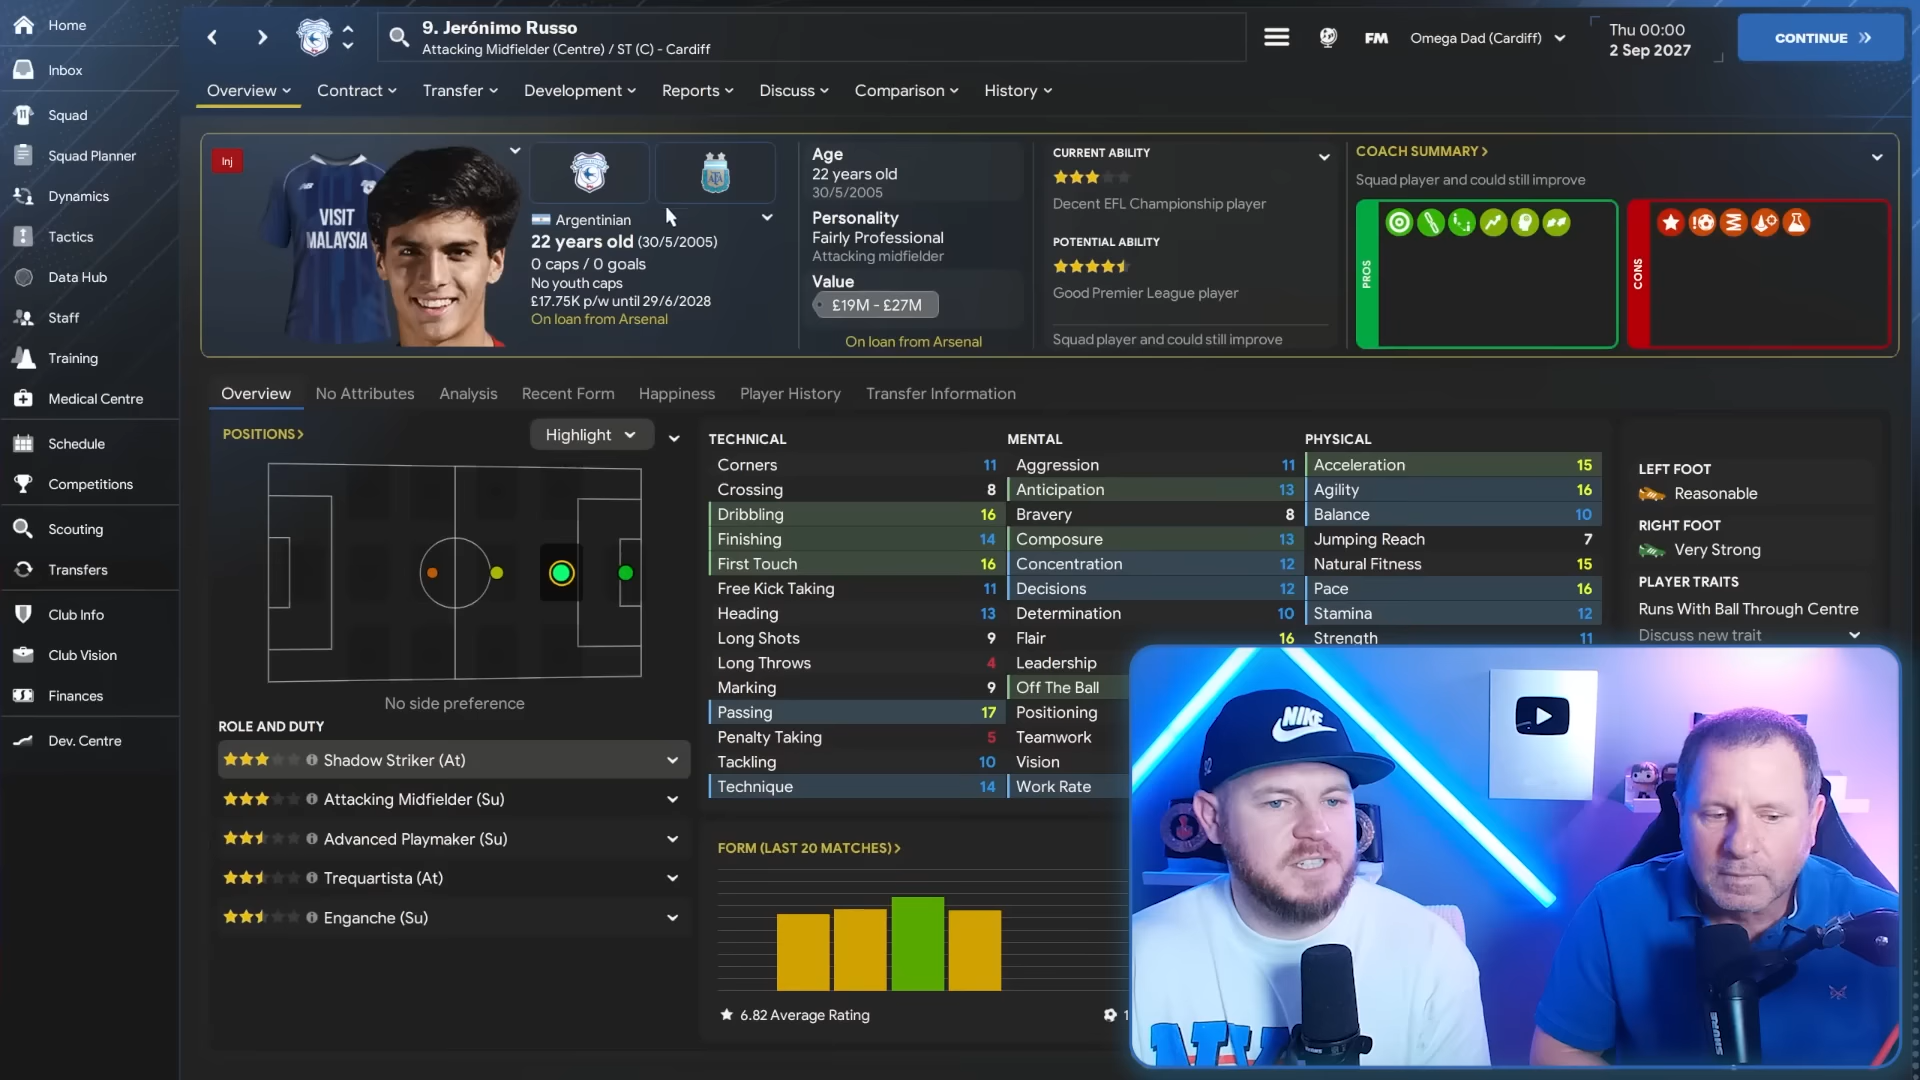 Home
Inbox
Squad
Squad Planner
Dynamics
Tactics
Data Hub
Staff
Training
Medical Centre
Schedule
Competitions
Scouting
Transfers
Club Info
Club Vision
Finances
Dev. Centre
9. Jerónimo Russo
Attacking Midfielder (Centre) / ST (C) - Cardiff
FM
Omega Dad (Cardiff)
Thu 00:00
2 Sep 2027
CONTINUE
Overview
Contract
Transfer
Development
Reports
Discuss
Comparison
History
Inj
VISIT
MALAYSIA
Argentinian
22 years old (30/5/2005)
0 caps / 0 goals
No youth caps
£17.75K p/w until 29/6/2028
On loan from Arsenal
Age
22 years old
30/5/2005
Personality
Fairly Professional
Attacking midfielder
Value
£19M - £27M
On loan from Arsenal
CURRENT ABILITY
Decent EFL Championship player
POTENTIAL ABILITY
Good Premier League player
Squad player and could still improve
COACH SUMMARY
Squad player and could still improve
PROS
CONS
Overview
No Attributes
Analysis
Recent Form
Happiness
Player History
Transfer Information
POSITIONS
Highlight
No side preference
ROLE AND DUTY
Shadow Striker (At)
Attacking Midfielder (Su)
Advanced Playmaker (Su)
Trequartista (At)
Enganche (Su)
TECHNICAL
Corners 11
Crossing 8
Dribbling 16
Finishing 14
First Touch 16
Free Kick Taking 11
Heading 13
Long Shots 9
Long Throws 4
Marking 9
Passing 17
Penalty Taking 5
Tackling 10
Technique 14
MENTAL
Aggression 11
Anticipation 13
Bravery 8
Composure 13
Concentration 12
Decisions 12
Determination 10
Flair 16
Leadership
Off The Ball
Positioning
Teamwork
Vision
Work Rate
PHYSICAL
Acceleration 15
Agility 16
Balance 10
Jumping Reach 7
Natural Fitness 15
Pace 16
Stamina 12
Strength 11
LEFT FOOT
Reasonable
RIGHT FOOT
Very Strong
PLAYER TRAITS
Runs With Ball Through Centre
Discuss new trait
FORM (LAST 20 MATCHES)
6.82 Average Rating
NIKE
SHURE